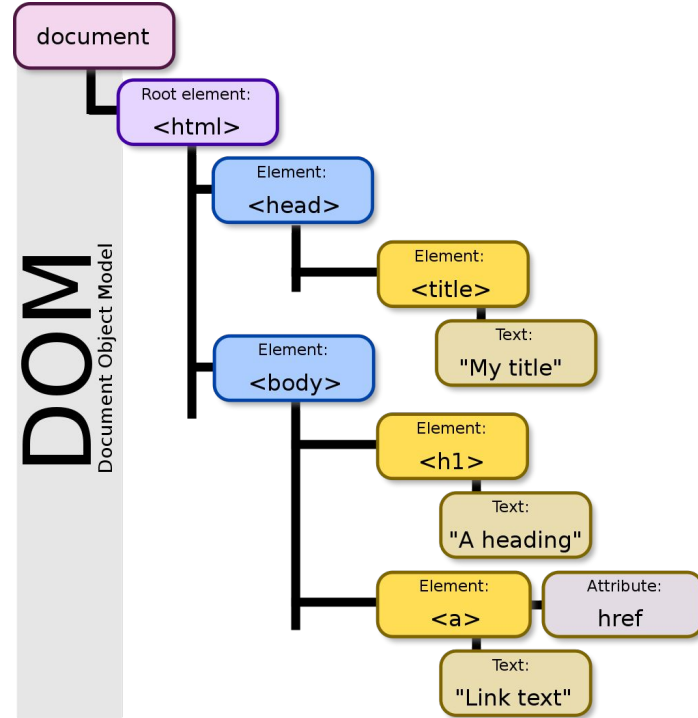 document
Root element:
<html>
Element:
<head>
Element:
<title>
Text:
"My title"
DOM
Document Object Model
Element:
<body>
Element:
<h1>
Text:
"A heading"
Element:
<a>
Attribute:
href
Text:
"Link text"